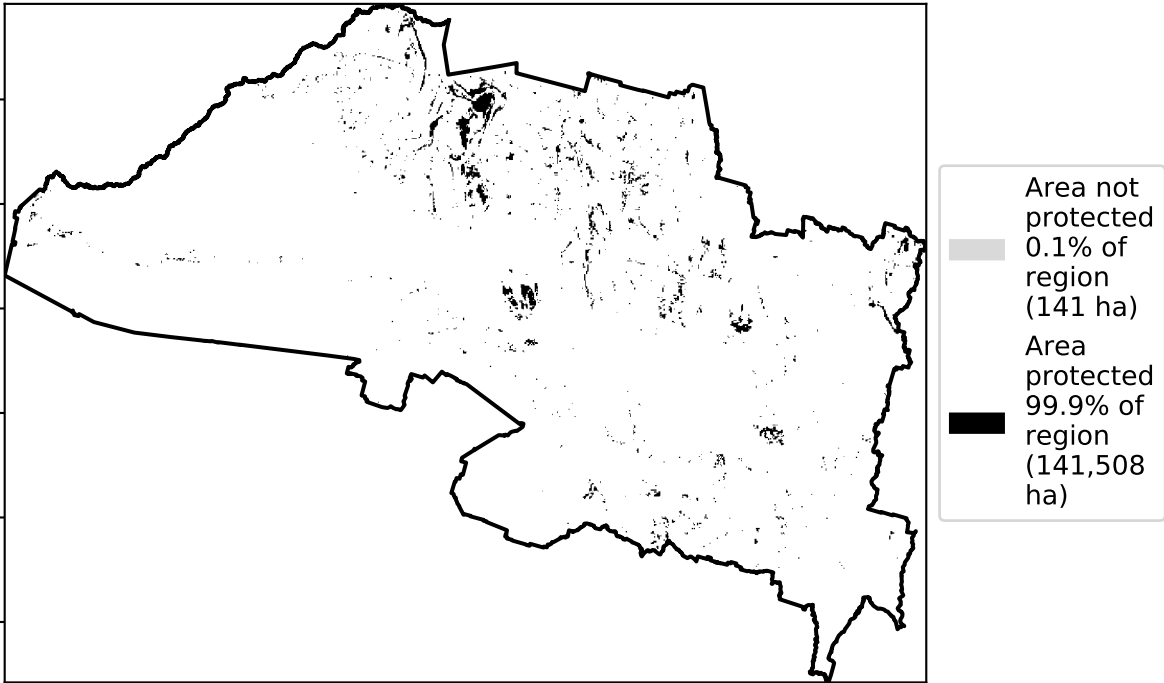 Area not
protected
0.1% of
region
(141 ha)
Area
protected
99.9% of
region
(141,508
ha)